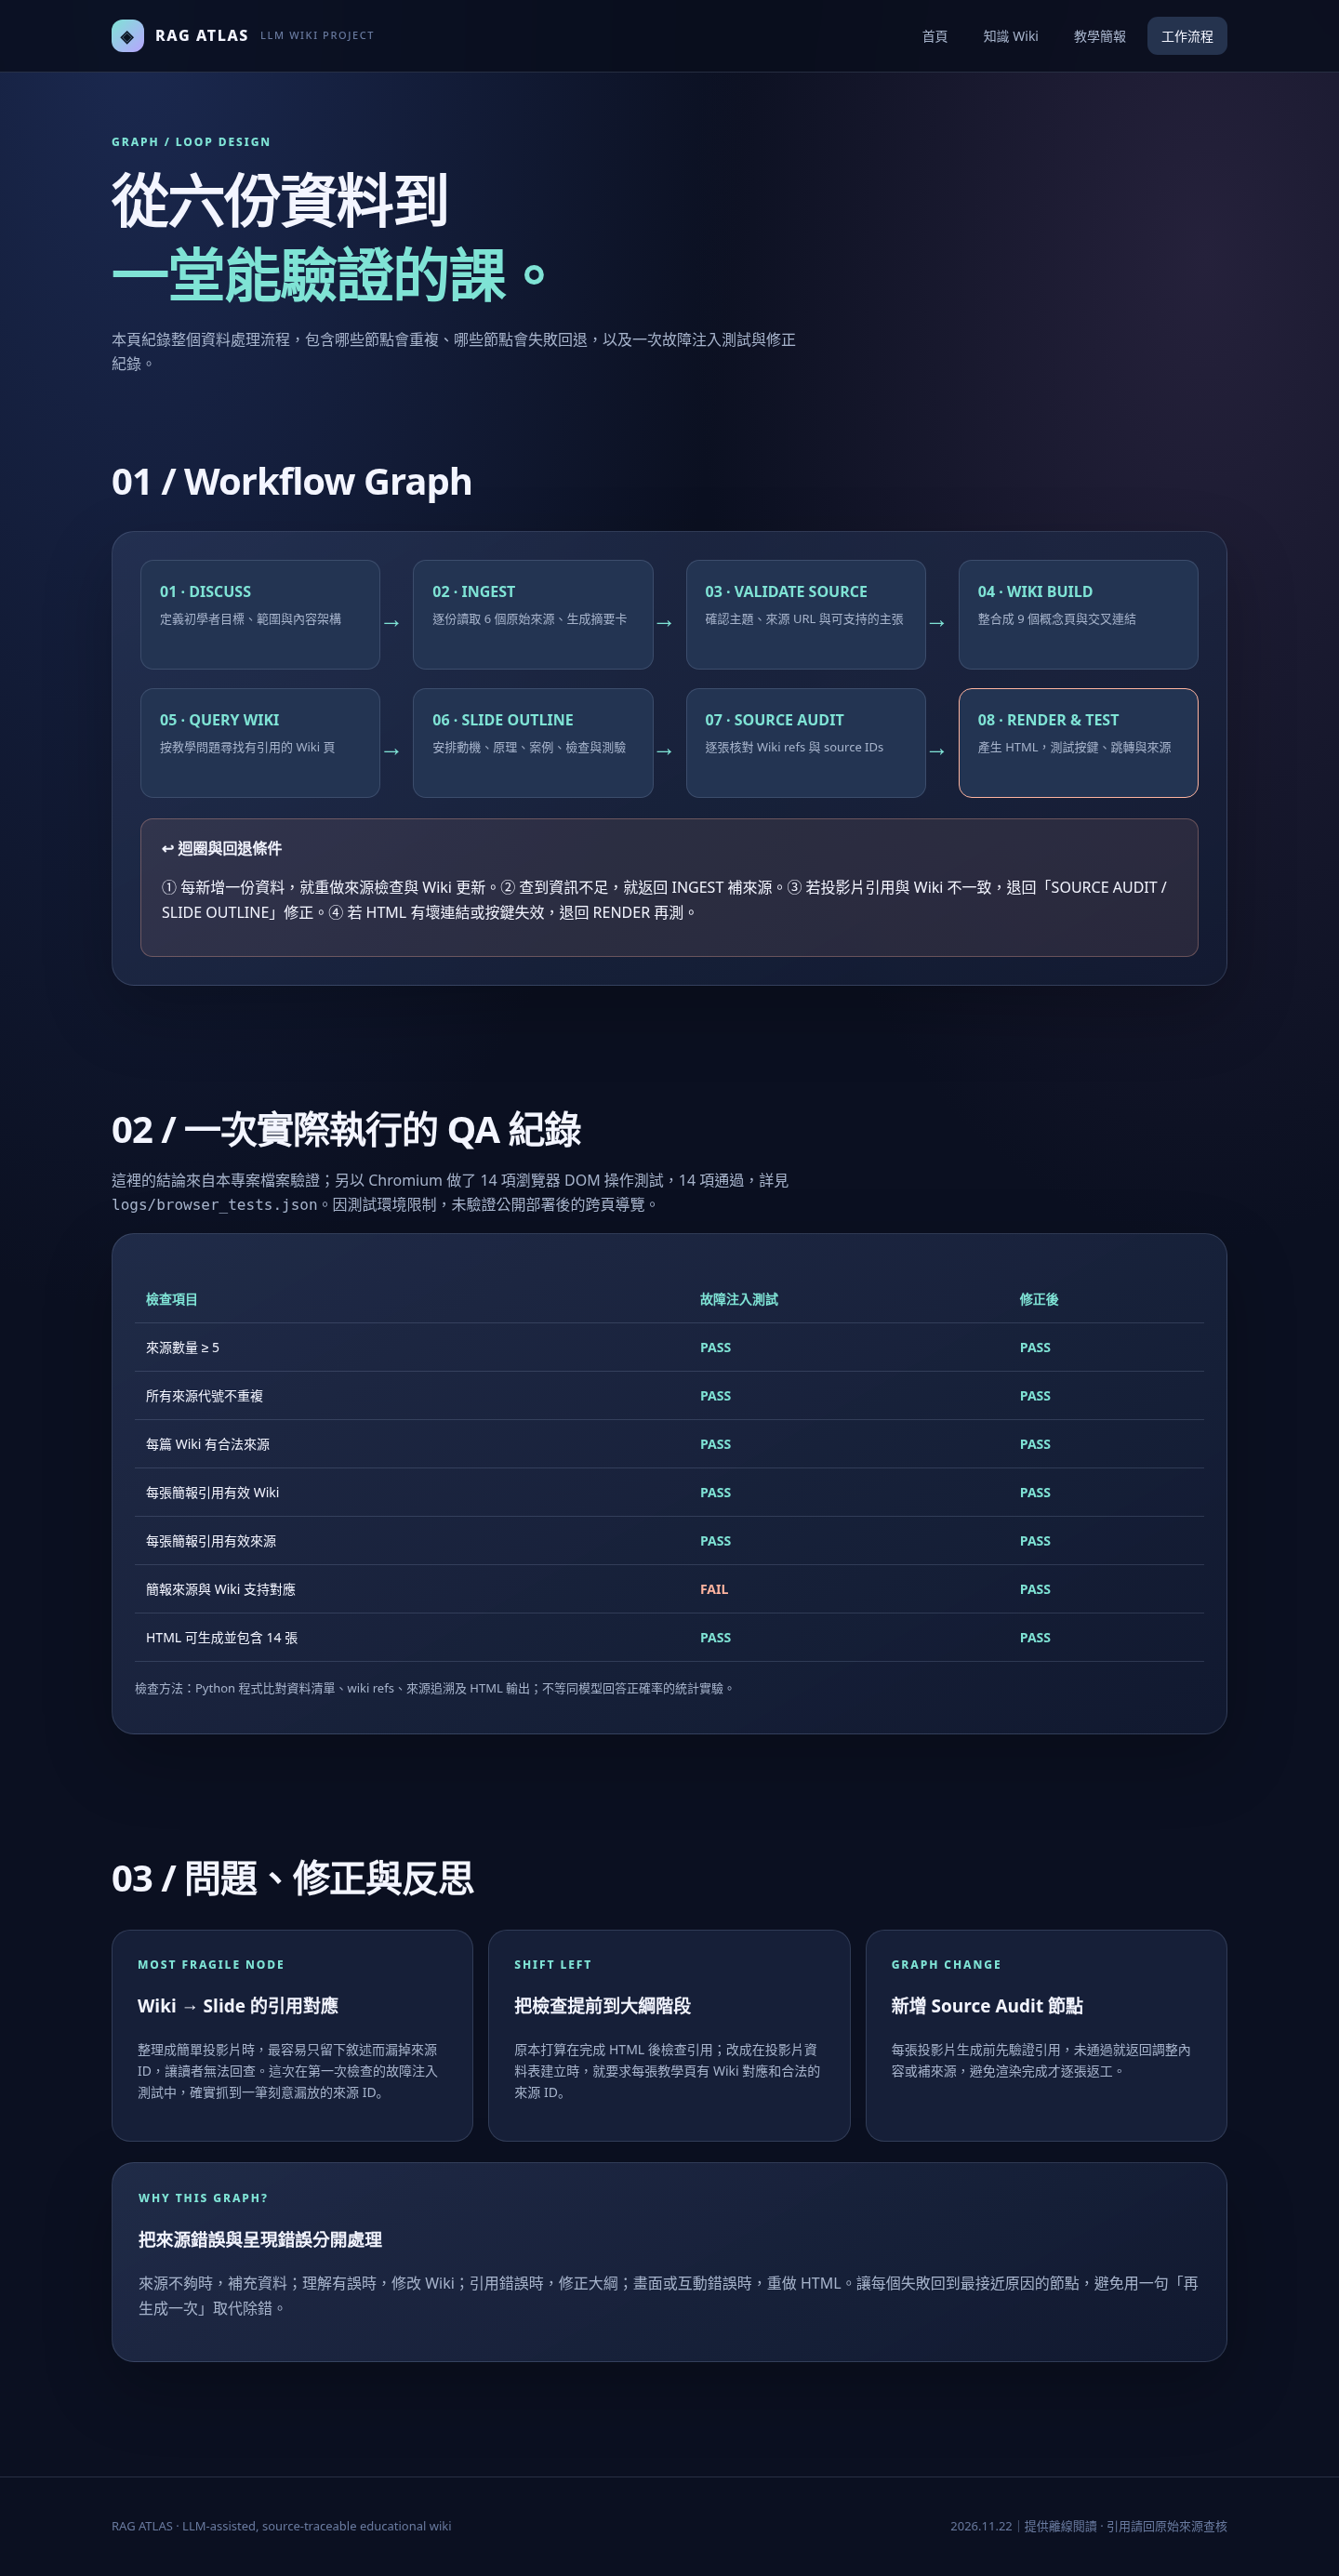 ◈ RAG ATLAS LLM WIKI PROJECT 首頁 知識 Wiki 教學簡報 工作流程
GRAPH / LOOP DESIGN
從六份資料到
一堂能驗證的課。
本頁紀錄整個資料處理流程，包含哪些節點會重複、哪些節點會失敗回退，以及一次故障注入測試與修正
紀錄。
01 / Workflow Graph
01 · DISCUSS
定義初學者目標、範圍與內容架構
→
02 · INGEST
逐份讀取 6 個原始來源、生成摘要卡
→
03 · VALIDATE SOURCE
確認主題、來源 URL 與可支持的主張
→
04 · WIKI BUILD
整合成 9 個概念頁與交叉連結
05 · QUERY WIKI
按教學問題尋找有引用的 Wiki 頁
→
06 · SLIDE OUTLINE
安排動機、原理、案例、檢查與測驗
→
07 · SOURCE AUDIT
逐張核對 Wiki refs 與 source IDs
→
08 · RENDER & TEST
產生 HTML，測試按鍵、跳轉與來源
↩ 迴圈與回退條件
① 每新增一份資料，就重做來源檢查與 Wiki 更新。② 查到資訊不足，就返回 INGEST 補來源。③ 若投影片引用與 Wiki 不一致，退回「SOURCE AUDIT /
SLIDE OUTLINE」修正。④ 若 HTML 有壞連結或按鍵失效，退回 RENDER 再測。
02 / 一次實際執行的 QA 紀錄
這裡的結論來自本專案檔案驗證；另以 Chromium 做了 14 項瀏覽器 DOM 操作測試，14 項通過，詳見
logs/browser_tests.json。因測試環境限制，未驗證公開部署後的跨頁導覽。
檢查項目 故障注入測試 修正後
來源數量 ≥ 5 PASS PASS
所有來源代號不重複 PASS PASS
每篇 Wiki 有合法來源 PASS PASS
每張簡報引用有效 Wiki PASS PASS
每張簡報引用有效來源 PASS PASS
簡報來源與 Wiki 支持對應 FAIL PASS
HTML 可生成並包含 14 張 PASS PASS
檢查方法：Python 程式比對資料清單、wiki refs、來源追溯及 HTML 輸出；不等同模型回答正確率的統計實驗。
03 / 問題、修正與反思
MOST FRAGILE NODE
Wiki → Slide 的引用對應
整理成簡單投影片時，最容易只留下敘述而漏掉來源
ID，讓讀者無法回查。這次在第一次檢查的故障注入
測試中，確實抓到一筆刻意漏放的來源 ID。
SHIFT LEFT
把檢查提前到大綱階段
原本打算在完成 HTML 後檢查引用；改成在投影片資
料表建立時，就要求每張教學頁有 Wiki 對應和合法的
來源 ID。
GRAPH CHANGE
新增 Source Audit 節點
每張投影片生成前先驗證引用，未通過就返回調整內
容或補來源，避免渲染完成才逐張返工。
WHY THIS GRAPH?
把來源錯誤與呈現錯誤分開處理
來源不夠時，補充資料；理解有誤時，修改 Wiki；引用錯誤時，修正大綱；畫面或互動錯誤時，重做 HTML。讓每個失敗回到最接近原因的節點，避免用一句「再
生成一次」取代除錯。
RAG ATLAS · LLM-assisted, source-traceable educational wiki 2026.11.22｜提供離線閱讀 · 引用請回原始來源查核